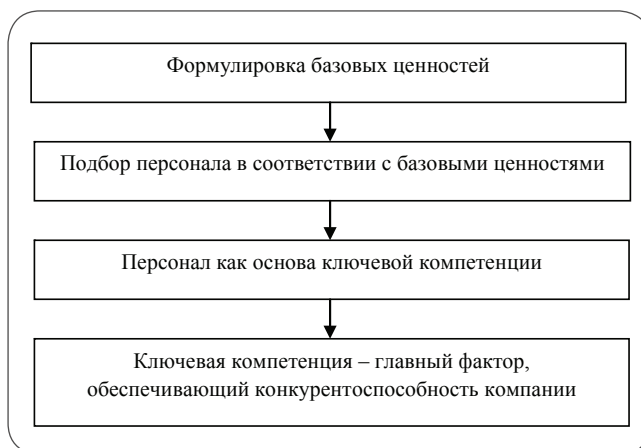 Формулировка базовых ценностей
Подбор персонала в соответствии с базовыми ценностями
Персонал как основа ключевой компетенции
Ключевая компетенция – главный фактор,
обеспечивающий конкурентоспособность компании